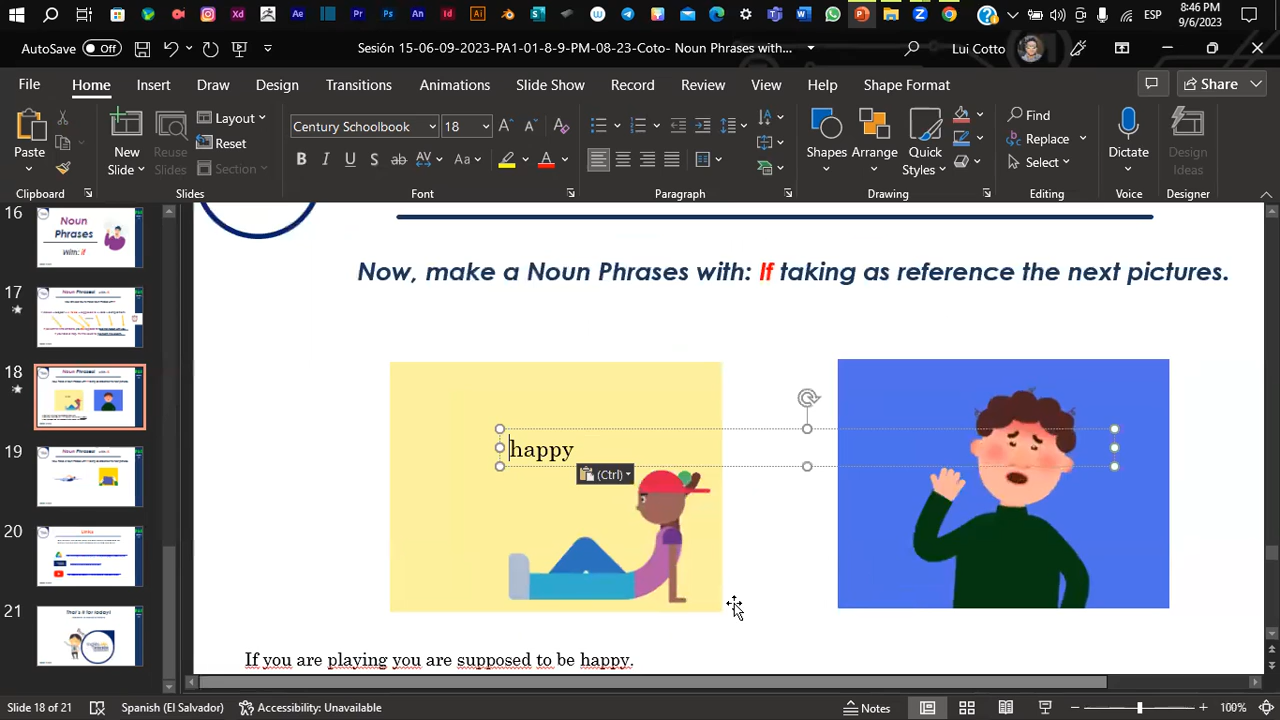 ESP
8:46 PM
9/6/2023
AutoSave Off
Sesión 15-06-09-2023-PA1-01-8-9-PM-08-23-Coto- Noun Phrases with...
Lui Cotto
File Home Insert Draw Design Transitions Animations Slide Show Record Review View Help Shape Format
Share
Paste
New Slide
Reuse Slides
Layout
Reset
Section
Century Schoolbook 18
Shapes
Arrange
Quick Styles
Find
Replace
Select
Dictate
Design Ideas
Clipboard Slides Font Paragraph Drawing Editing Voice Designer
16
Noun
Phrases
With: if
17
18
19
20
21
That's it for today!
Now, make a Noun Phrases with: If taking as reference the next pictures.
happy
(Ctrl)
If you are playing you are supposed to be happy.
Slide 18 of 21 Spanish (El Salvador) Accessibility: Unavailable Notes 100%